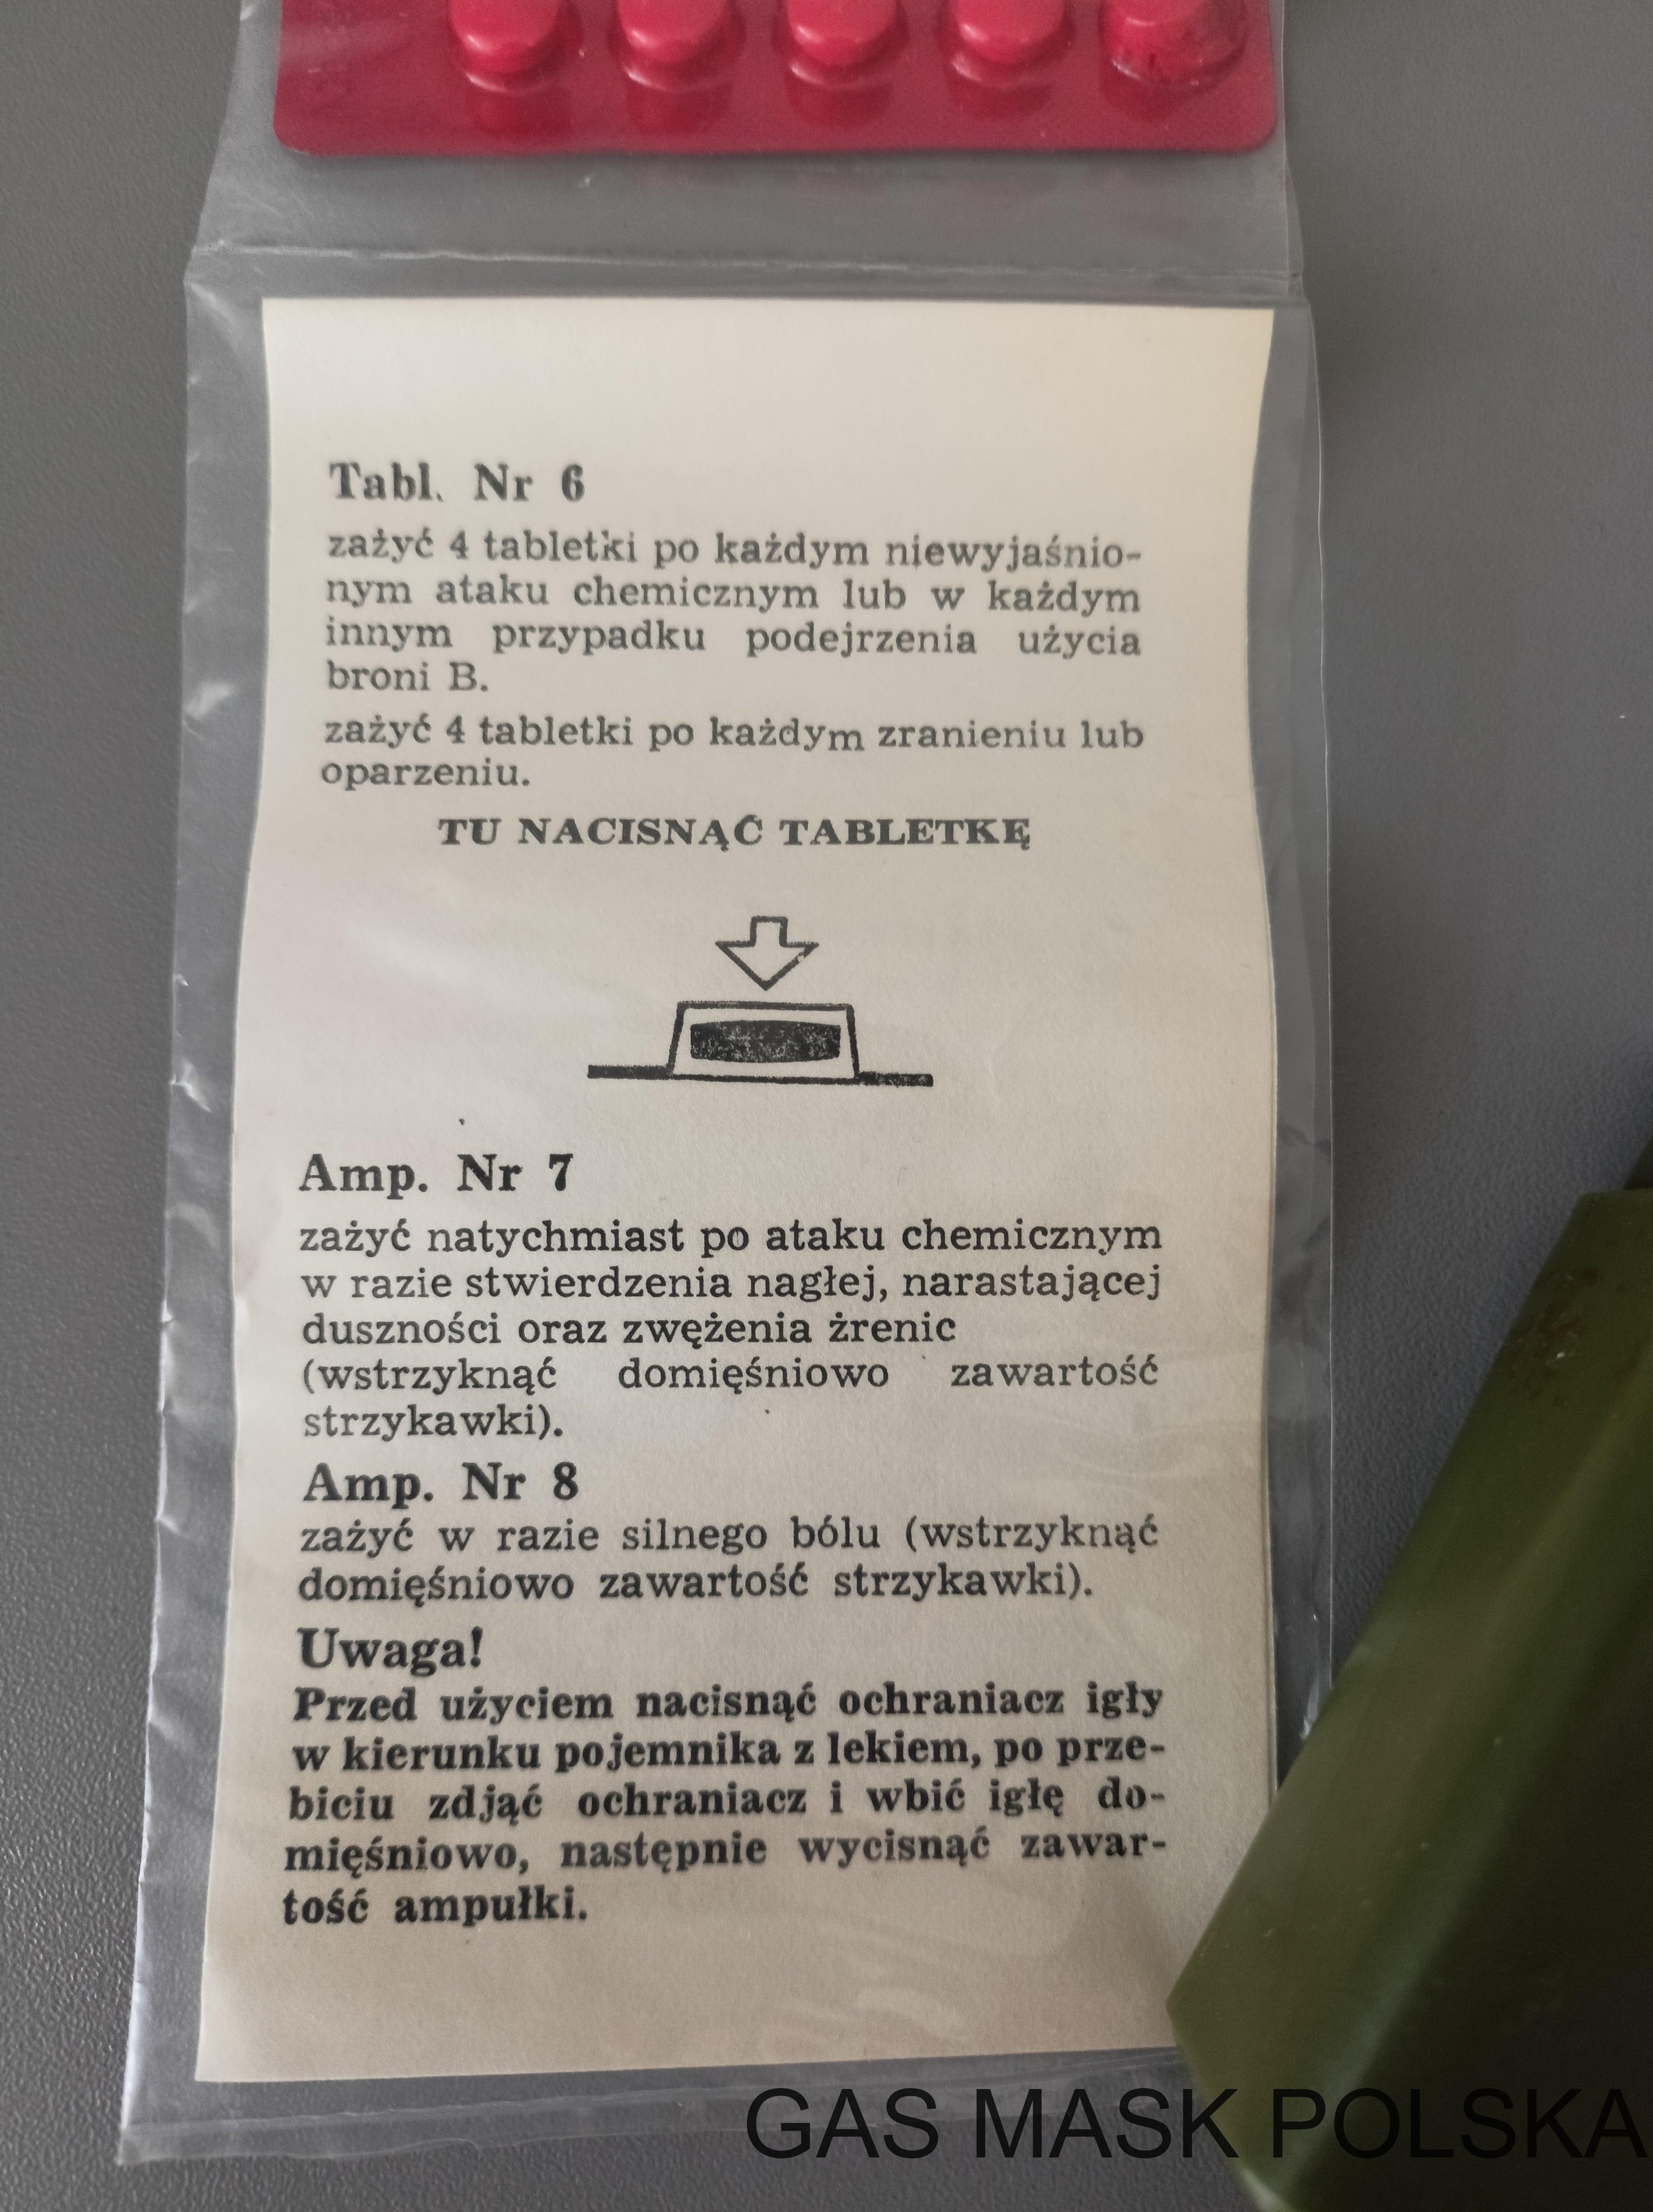 Tabl. Nr 6
zażyć 4 tabletki po każdym niewyjaśnio-
nym ataku chemicznym lub w każdym
innym przypadku podejrzenia użycia
broni B.
zażyć 4 tabletki po każdym zranieniu lub
oparzeniu.
TU NACISNĄĆ TABLETKĘ
Amp. Nr 7
zażyć natychmiast po ataku chemicznym
w razie stwierdzenia nagłej, narastającej
duszności oraz zwężenia żrenic
(wstrzyknąć domięśniowo zawartość
strzykawki).
Amp. Nr 8
zażyć w razie silnego bólu (wstrzyknąć
domięśniowo zawartość strzykawki).
Uwaga!
Przed użyciem nacisnąć ochraniacz igły
w kierunku pojemnika z lekiem, po prze-
biciu zdjąć ochraniacz i wbić igłę do-
mięśniowo, następnie wycisnąć zawar-
tość ampułki.
GAS MASK POLSKA